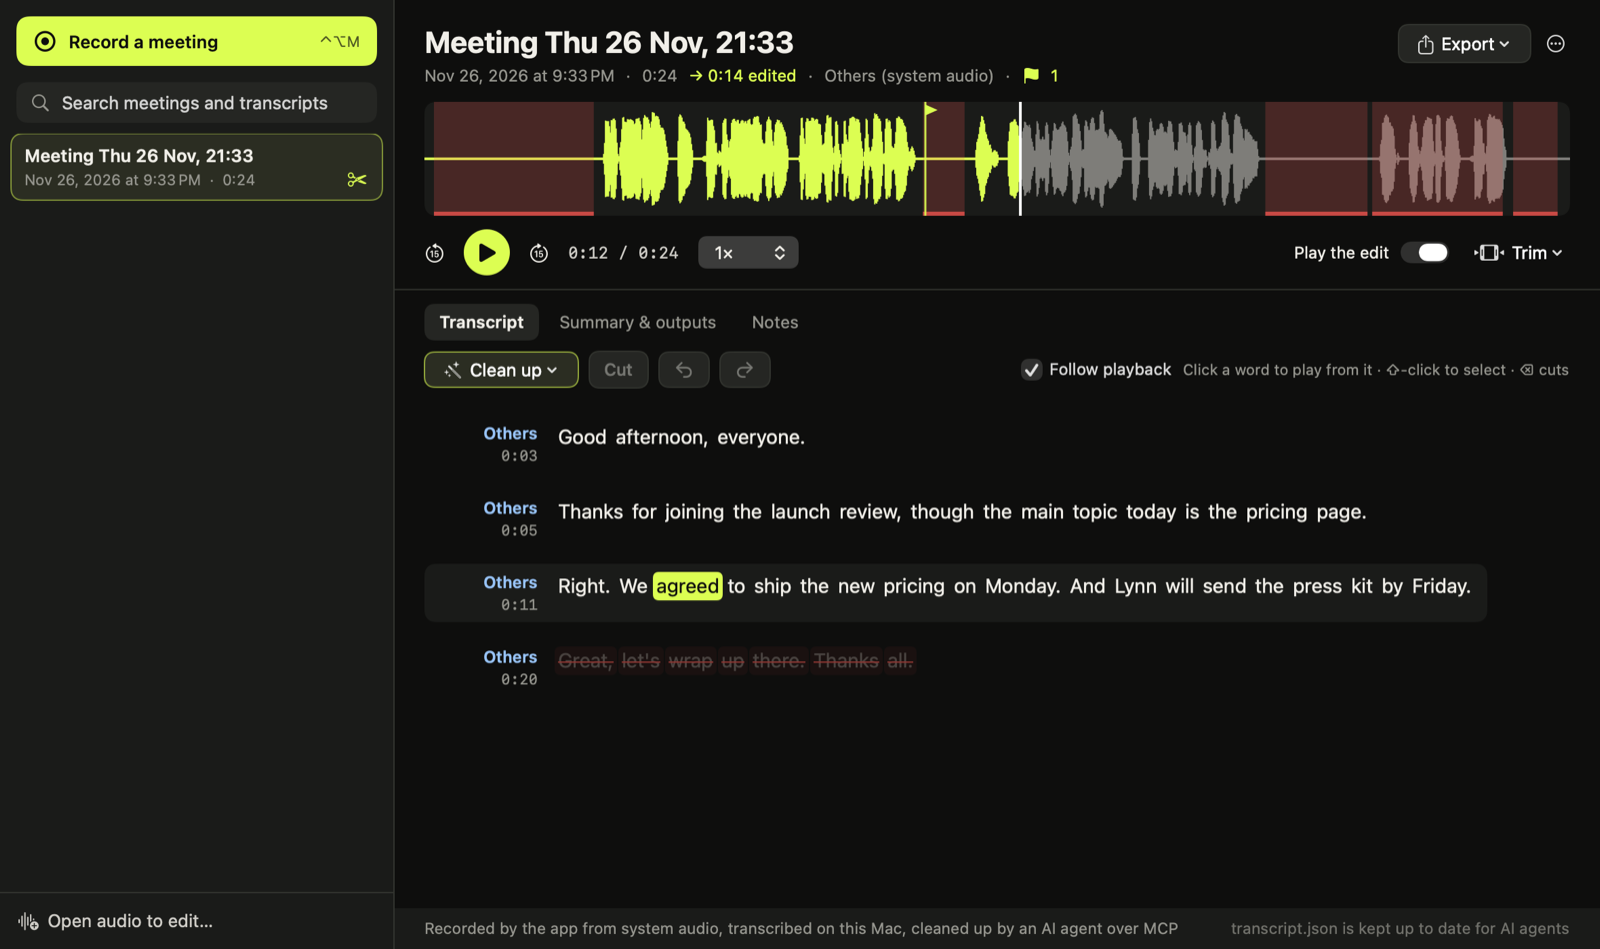 Record a meeting ⌃⌥M
Search meetings and transcripts
Meeting Thu 26 Nov, 21:33
Nov 26, 2026 at 9:33 PM · 0:24
Open audio to edit...
Meeting Thu 26 Nov, 21:33
Nov 26, 2026 at 9:33 PM · 0:24 → 0:14 edited · Others (system audio) · 1
Export
15 15 0:12 / 0:24 1x
Play the edit Trim
Transcript Summary & outputs Notes
Clean up Cut
Follow playback Click a word to play from it · ⇧-click to select · ⌫ cuts
Others Good afternoon, everyone.
0:03
Others Thanks for joining the launch review, though the main topic today is the pricing page.
0:05
Others Right. We agreed to ship the new pricing on Monday. And Lynn will send the press kit by Friday.
0:11
Others Great, let's wrap up there. Thanks all.
0:20
Recorded by the app from system audio, transcribed on this Mac, cleaned up by an AI agent over MCP
transcript.json is kept up to date for AI agents